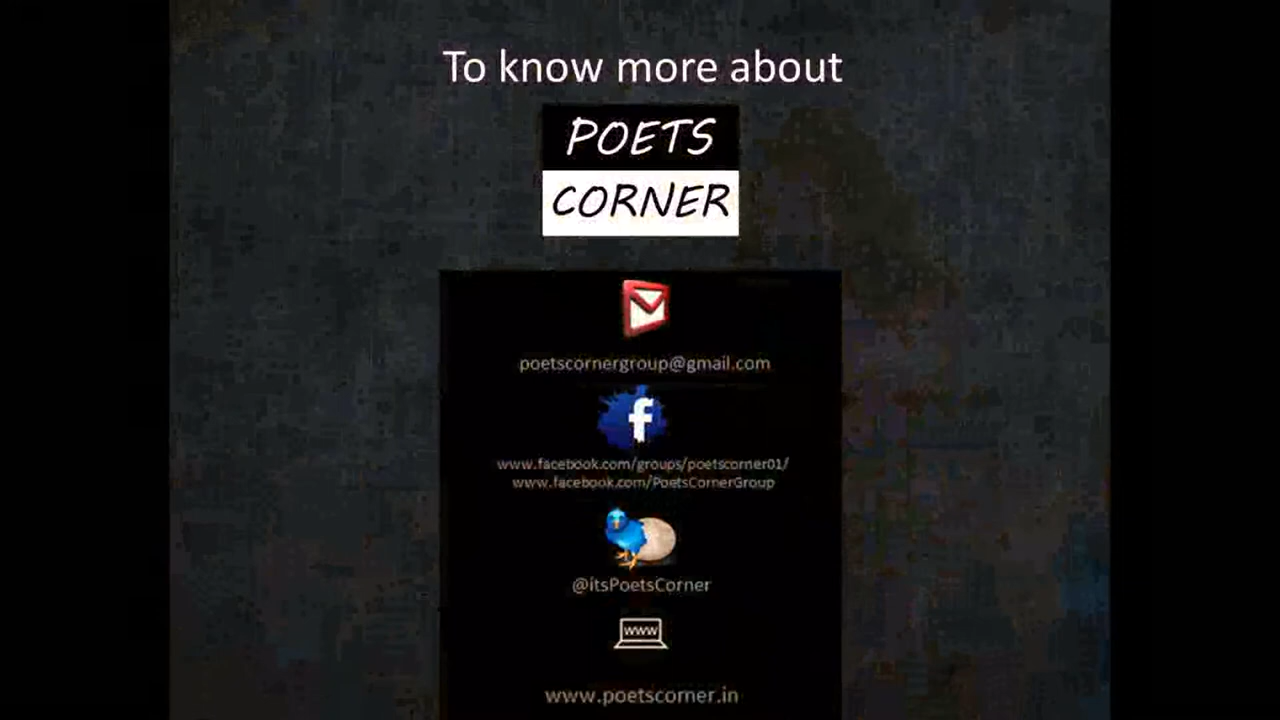 To know more about
POETS
CORNER
poetscornergroup@gmail.com
f
www.facebook.com/groups/poetscorner01/
www.facebook.com/PoetsCornerGroup
@itsPoetsCorner
www
www.poetscorner.in